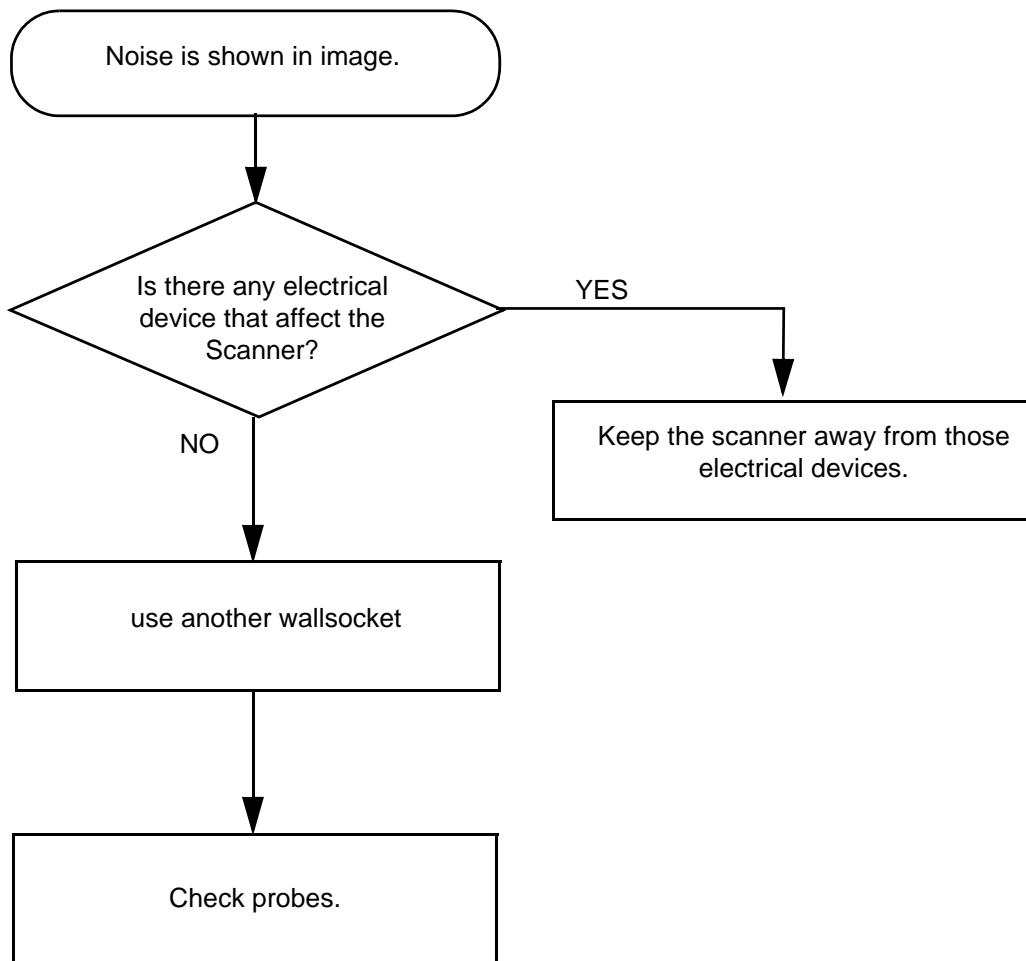 Noise is shown in image.
Is there any electrical
device that affect the
Scanner?
YES
Keep the scanner away from those
electrical devices.
NO
use another wallsocket
Check probes.